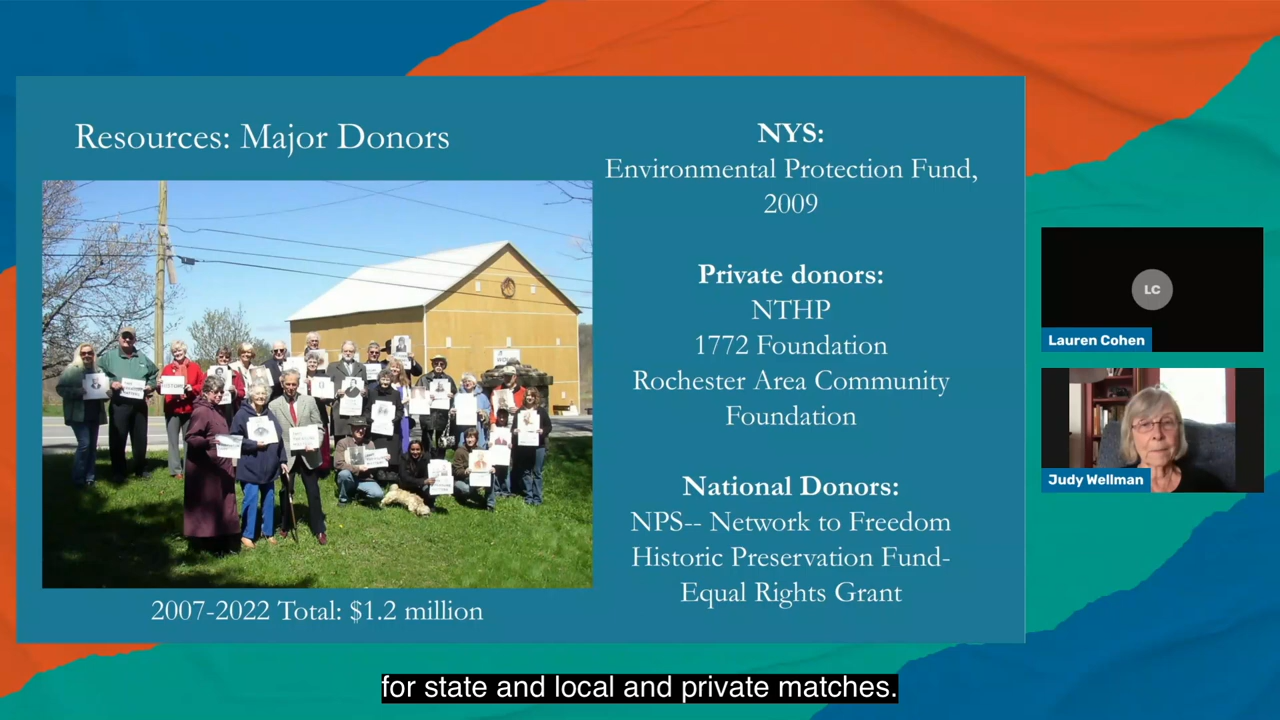 Resources: Major Donors
2007-2022 Total: $1.2 million
NYS:
Environmental Protection Fund,
2009
Private donors:
NTHP
1772 Foundation
Rochester Area Community
Foundation
National Donors:
NPS-- Network to Freedom
Historic Preservation Fund-
Equal Rights Grant
LC
Lauren Cohen
Judy Wellman
for state and local and private matches.